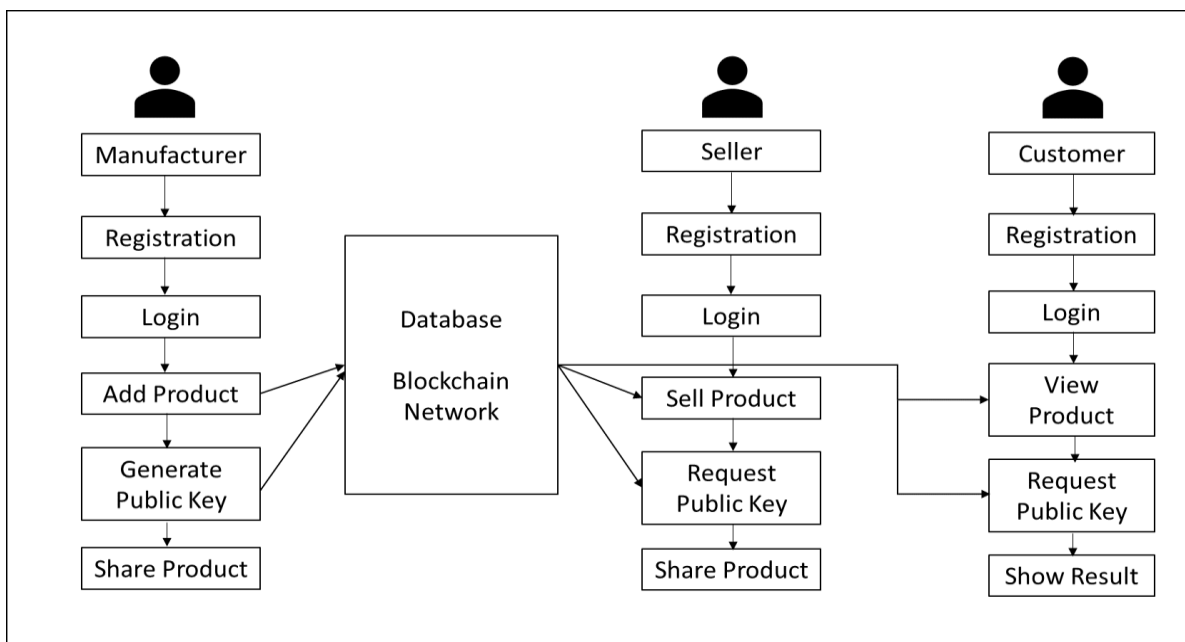 Manufacturer
Registration
Login
Add Product
Generate
Public Key
Share Product
Database
Blockchain
Network
Seller
Registration
Login
Sell Product
Request
Public Key
Share Product
Customer
Registration
Login
View
Product
Request
Public Key
Show Result